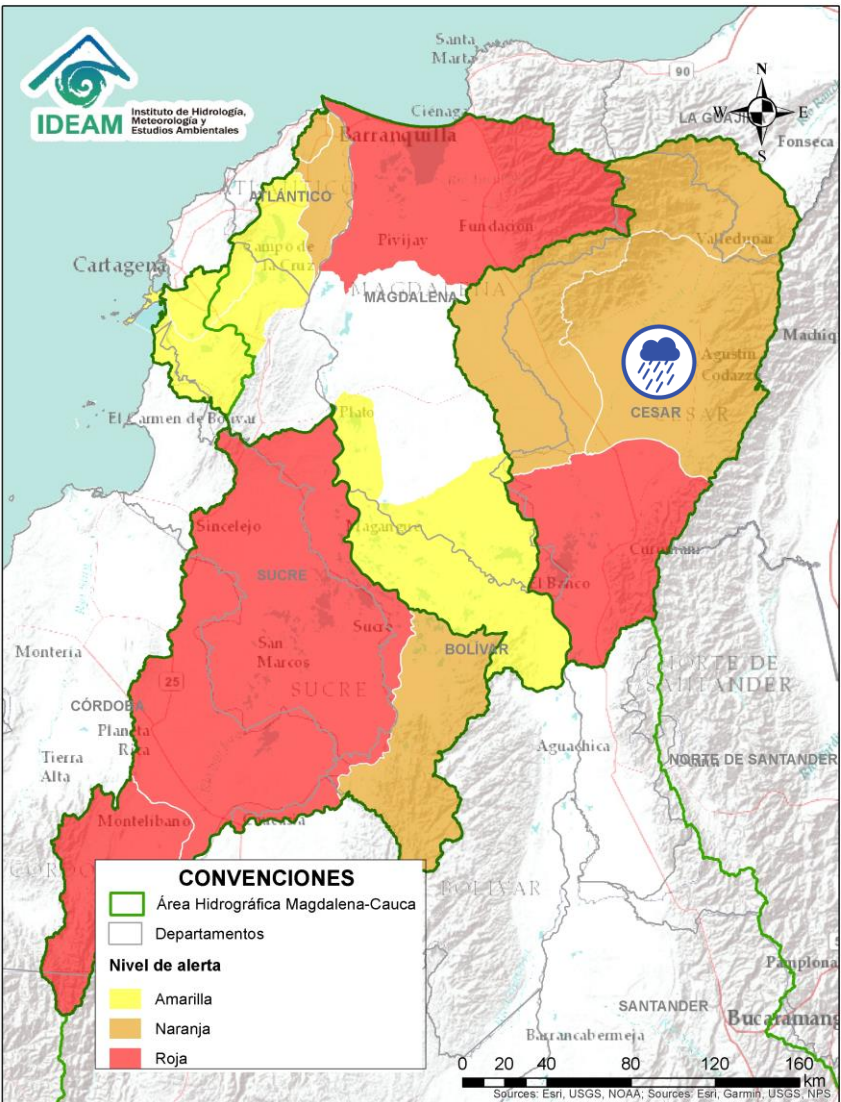 IDEAM
Instituto de Hidrología,
Meteorología y
Estudios Ambientales
Santa
Marta
90
N
W
E
S
Ciénaga
LA GUAJI
Fonseca
Barranquilla
ATLÁNTICO
Fundación
Pivijay
Valledupar
Campo de
la Cruz
Cartagena
MAGDALENA
MAGDALENA
Agustín
Codazzi
CESAR
CESAR
Plato
El Carmen de Bolívar
Sincelejo
Magangué
Curumaní
El Banco
SUCRE
Sucre
San
Marcos
SUCRE
BOLÍVAR
Montería
25
CÓRDOBA
Planeta
Rica
Tierra
Alta
NORTE DE
SANTANDER
NORTE DE SANTANDER
Aguachica
Montelíbano
BOLÍVAR
CONVENCIONES
Área Hidrográfica Magdalena-Cauca
Departamentos
Nivel de alerta
Amarilla
Naranja
Roja
Pamplona
SANTANDER
Bucaramang
Barrancabermeja
0 20 40 80 120 160
km
Sources: Esri, USGS, NOAA; Sources: Esri, Garmin, USGS, NPS